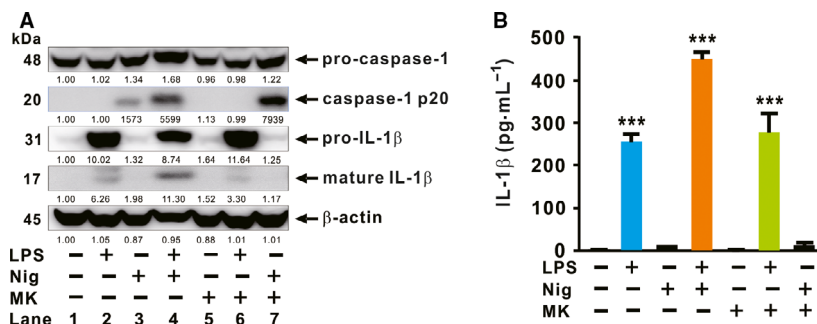 A
kDa
48 pro-caspase-1
1.00 1.02 1.34 1.68 0.96 0.98 1.22
20 caspase-1 p20
1.00 1.00 1573 5599 1.13 0.99 7939
31 pro-IL-1β
1.00 10.02 1.32 8.74 1.64 11.64 1.25
17 mature IL-1β
1.00 6.26 1.98 11.30 1.52 3.30 1.17
45 β-actin
1.00 1.05 0.87 0.95 0.88 1.01 1.01
LPS − + − + − + −
Nig − − + + − − +
MK − − − − + + +
Lane 1 2 3 4 5 6 7
B
IL-1β (pg·mL⁻¹)
500
400
300
200
100
0
*** *** ***
LPS − + − + − + −
Nig − − + + − − +
MK − − − − + + +